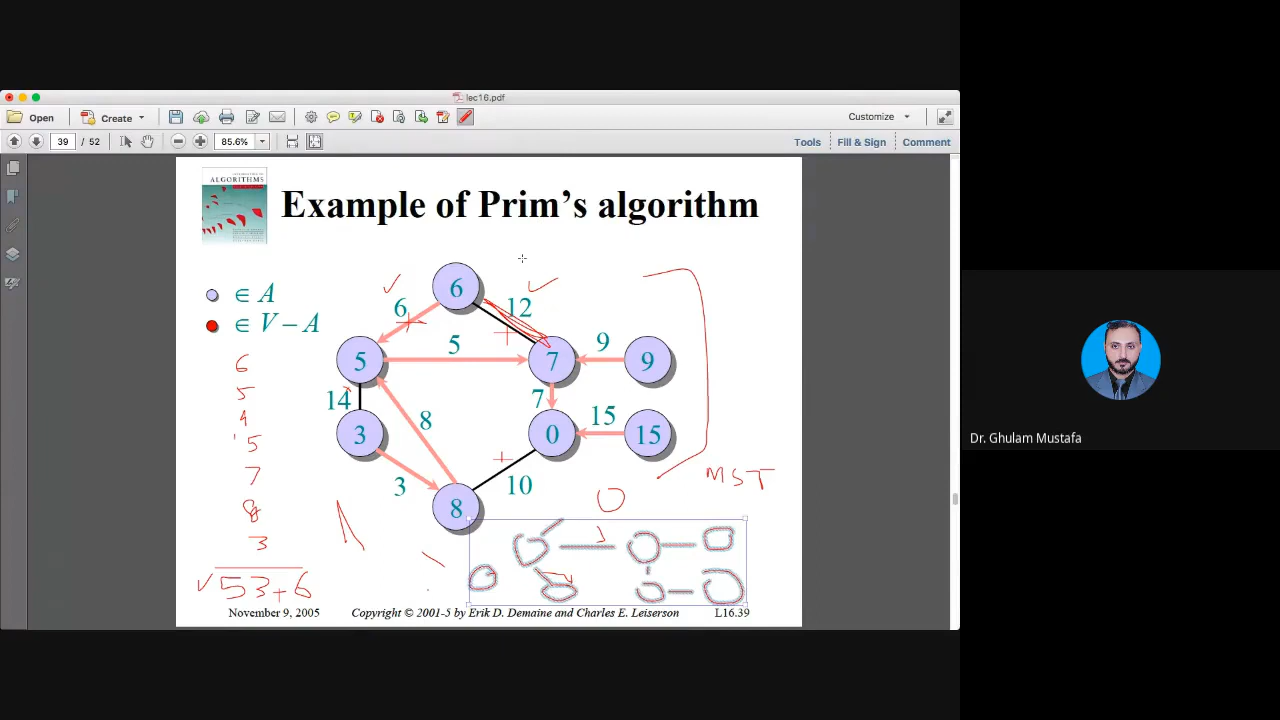 lec16.pdf
Open Create Customize
39 / 52 85.6% Tools Fill & Sign Comment
ALGORITHMS
Example of Prim's algorithm
∈ A
∈ V – A
6
6 12
5 5 7 9 9
14 8 7 15
3 0 15
3 10
8
6
5
5
7
8
3
√53+6
MST
November 9, 2005 Copyright © 2001-5 by Erik D. Demaine and Charles E. Leiserson L16.39
Dr. Ghulam Mustafa